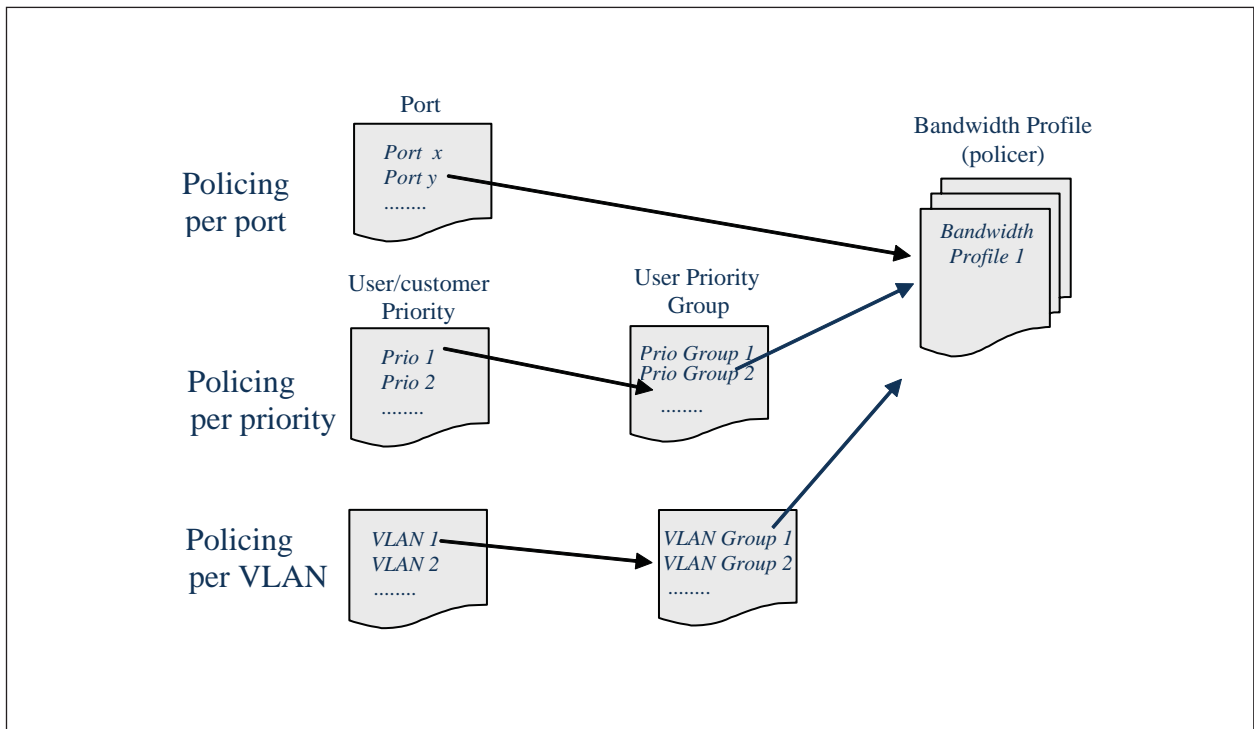 Port
Port x
Port y
........
Policing
per port
Bandwidth Profile
(policer)
Bandwidth
Profile 1
User/customer
Priority
Prio 1
Prio 2
........
User Priority
Group
Prio Group 1
Prio Group 2
........
Policing
per priority
Policing
per VLAN
VLAN 1
VLAN 2
........
VLAN Group 1
VLAN Group 2
........